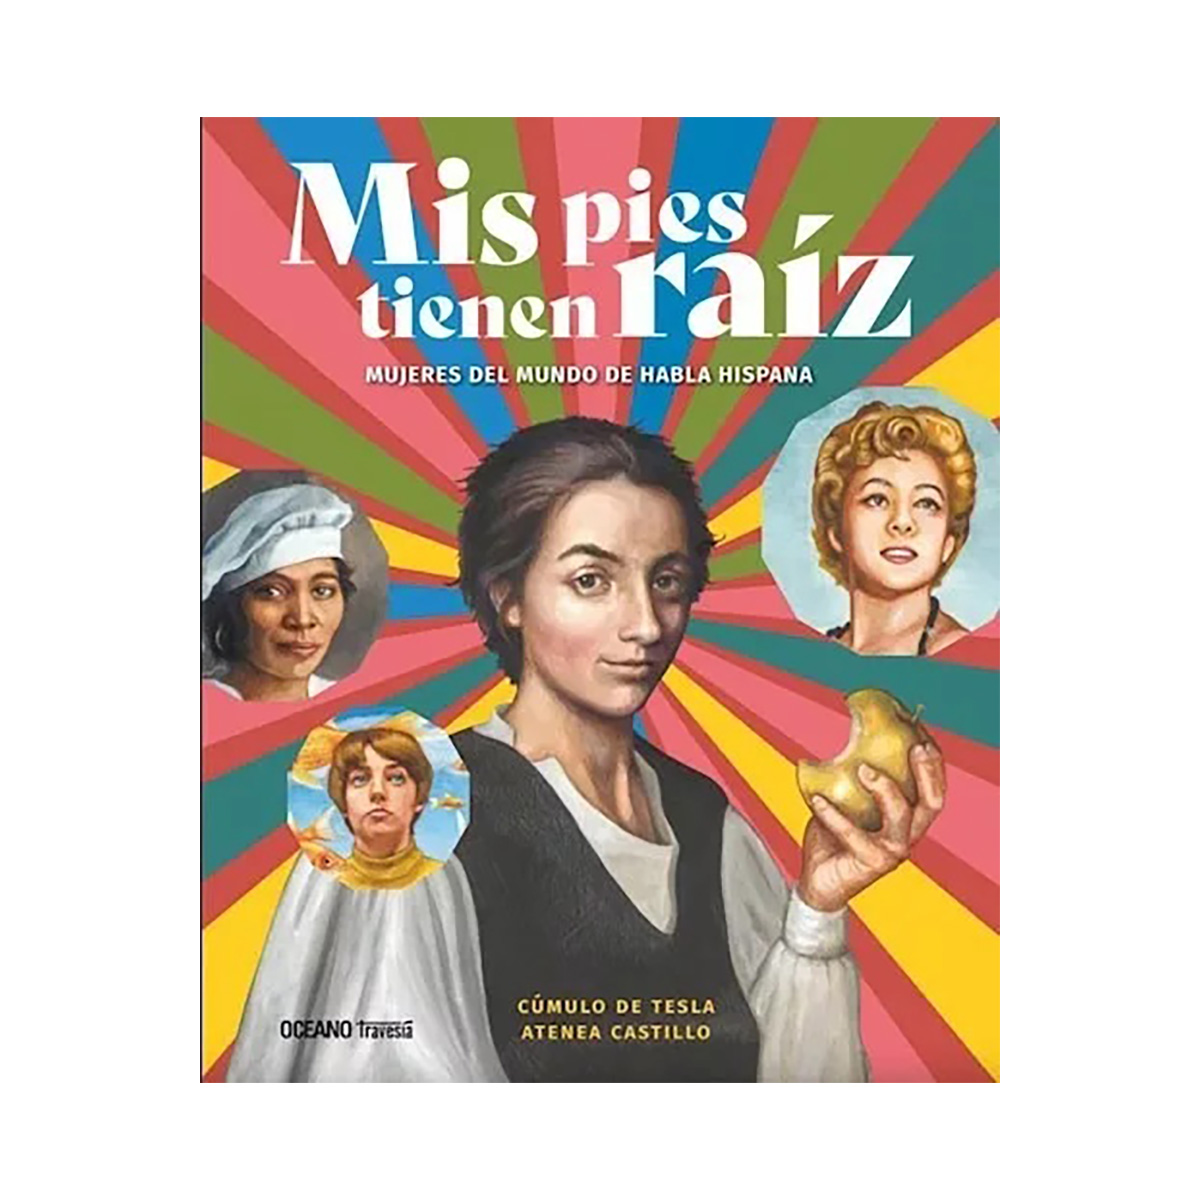 Mis pies
tienen raíz
MUJERES DEL MUNDO DE HABLA HISPANA
CÚMULO DE TESLA
ATENEA CASTILLO
OCEANO travesía